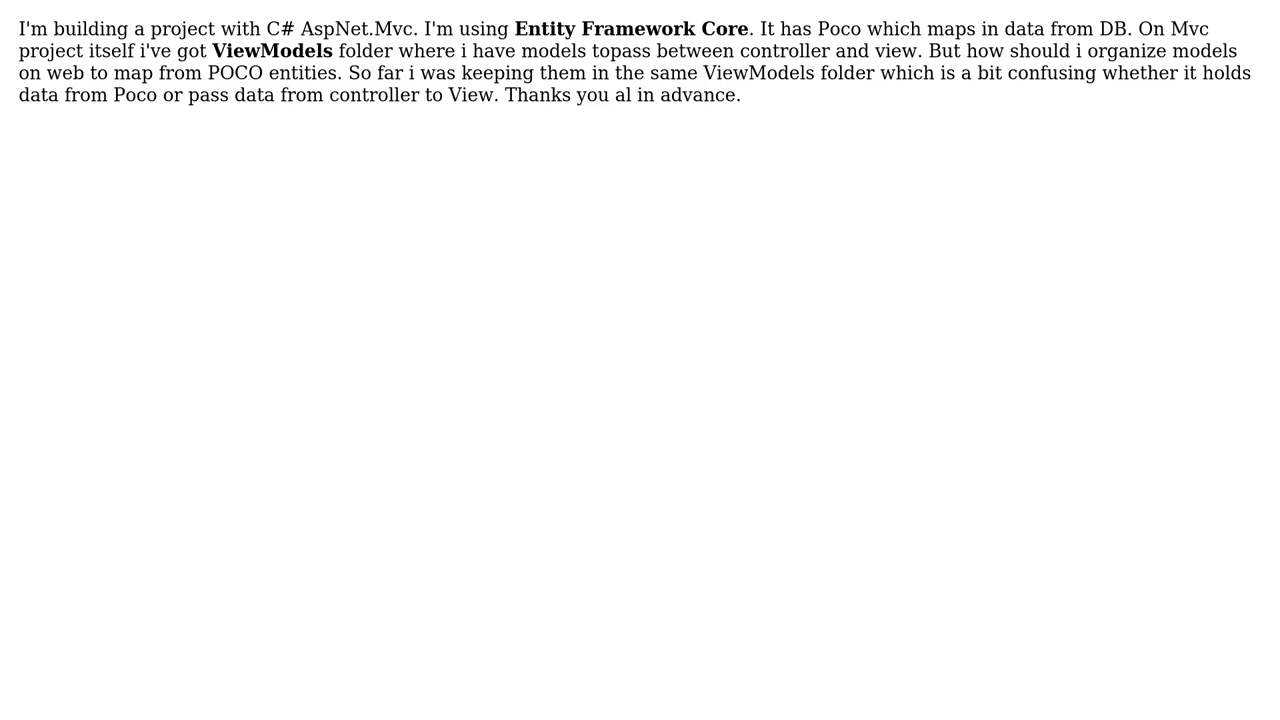 I'm building a project with C# AspNet.Mvc. I'm using Entity Framework Core. It has Poco which maps in data from DB. On Mvc
project itself i've got ViewModels folder where i have models topass between controller and view. But how should i organize models
on web to map from POCO entities. So far i was keeping them in the same ViewModels folder which is a bit confusing whether it holds
data from Poco or pass data from controller to View. Thanks you al in advance.